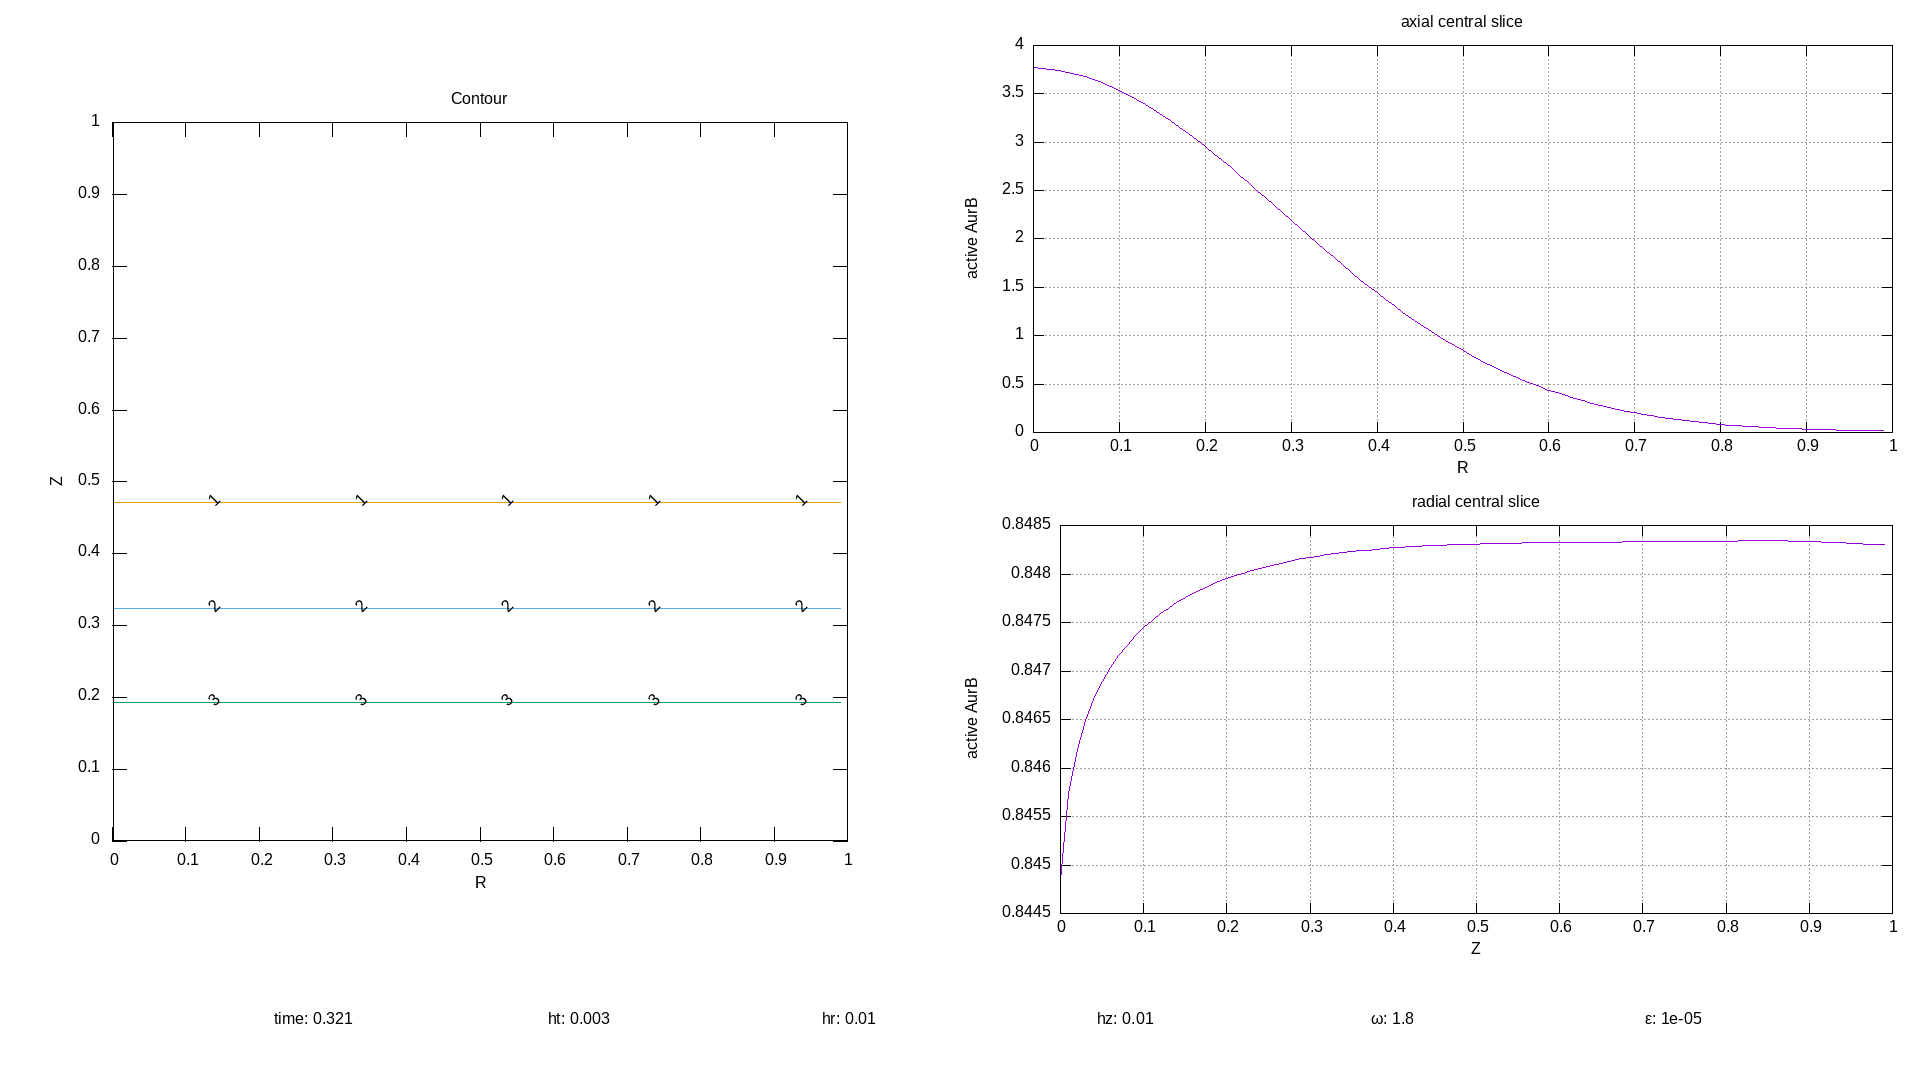 Contour
1
0.9
0.8
0.7
0.6
0.5
0.4
0.3
0.2
0.1
0
Z
1 1 1 1 1
2 2 2 2 2
3 3 3 3 3
0 0.1 0.2 0.3 0.4 0.5 0.6 0.7 0.8 0.9 1
R
axial central slice
4
3.5
3
2.5
2
1.5
1
0.5
0
active AurB
0 0.1 0.2 0.3 0.4 0.5 0.6 0.7 0.8 0.9 1
R
radial central slice
0.8485
0.848
0.8475
0.847
0.8465
0.846
0.8455
0.845
0.8445
active AurB
0 0.1 0.2 0.3 0.4 0.5 0.6 0.7 0.8 0.9 1
Z
time: 0.321 ht: 0.003 hr: 0.01 hz: 0.01 ω: 1.8 ε: 1e-05